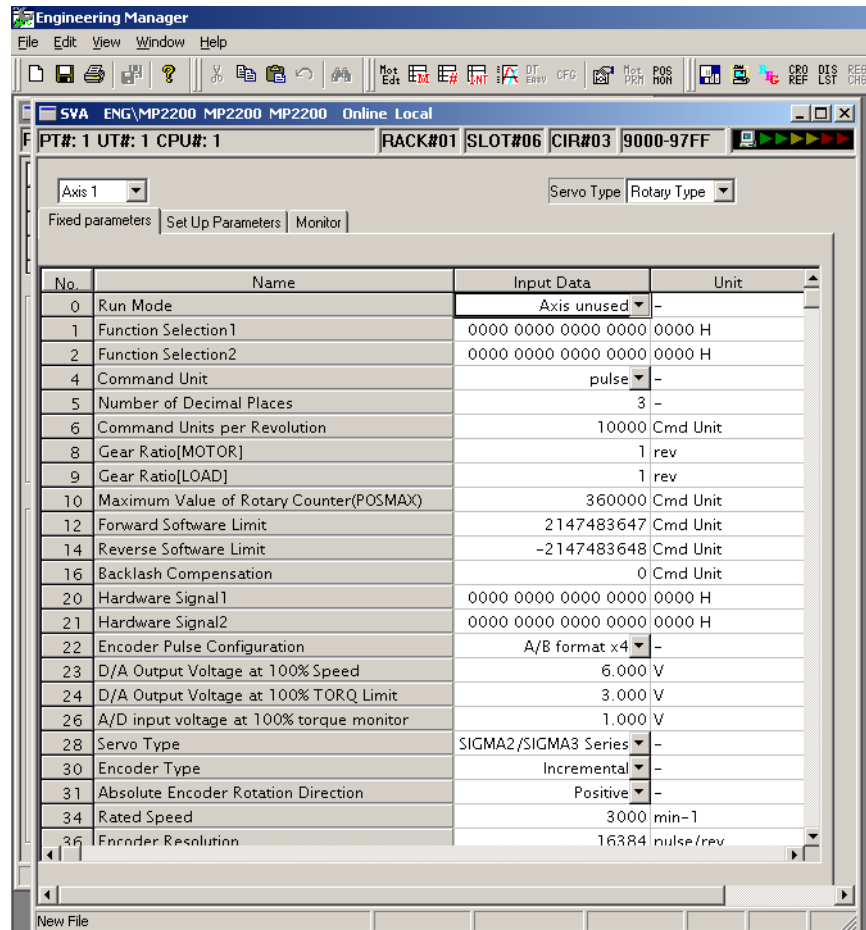 Engineering Manager
File Edit View Window Help
Mot Edt M # INT DT EASY CFG Mot PRM POS MON CRO REF DIS LST
SVA ENG\MP2200 MP2200 MP2200 Online Local
PT#: 1 UT#: 1 CPU#: 1 RACK#01 SLOT#06 CIR#03 9000-97FF
Axis 1 Servo Type Rotary Type
Fixed parameters Set Up Parameters Monitor
No. Name Input Data Unit
0 Run Mode Axis unused -
1 Function Selection1 0000 0000 0000 0000 0000 H
2 Function Selection2 0000 0000 0000 0000 0000 H
4 Command Unit pulse -
5 Number of Decimal Places 3 -
6 Command Units per Revolution 10000 Cmd Unit
8 Gear Ratio[MOTOR] 1 rev
9 Gear Ratio[LOAD] 1 rev
10 Maximum Value of Rotary Counter(POSMAX) 360000 Cmd Unit
12 Forward Software Limit 2147483647 Cmd Unit
14 Reverse Software Limit -2147483648 Cmd Unit
16 Backlash Compensation 0 Cmd Unit
20 Hardware Signal1 0000 0000 0000 0000 0000 H
21 Hardware Signal2 0000 0000 0000 0000 0000 H
22 Encoder Pulse Configuration A/B format x4 -
23 D/A Output Voltage at 100% Speed 6.000 V
24 D/A Output Voltage at 100% TORQ Limit 3.000 V
26 A/D input voltage at 100% torque monitor 1.000 V
28 Servo Type SIGMA2/SIGMA3 Series -
30 Encoder Type Incremental -
31 Absolute Encoder Rotation Direction Positive -
34 Rated Speed 3000 min-1
36 Encoder Resolution 16384 pulse/rev
New File